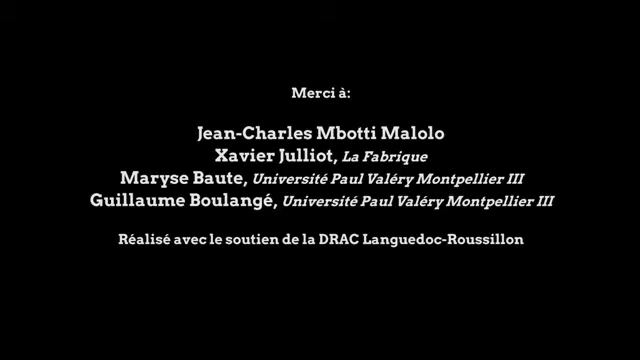 Merci à:
Jean-Charles Mbotti Malolo
Xavier Julliot, La Fabrique
Maryse Baute, Université Paul Valéry Montpellier III
Guillaume Boulangé, Université Paul Valéry Montpellier III
Réalisé avec le soutien de la DRAC Languedoc-Roussillon